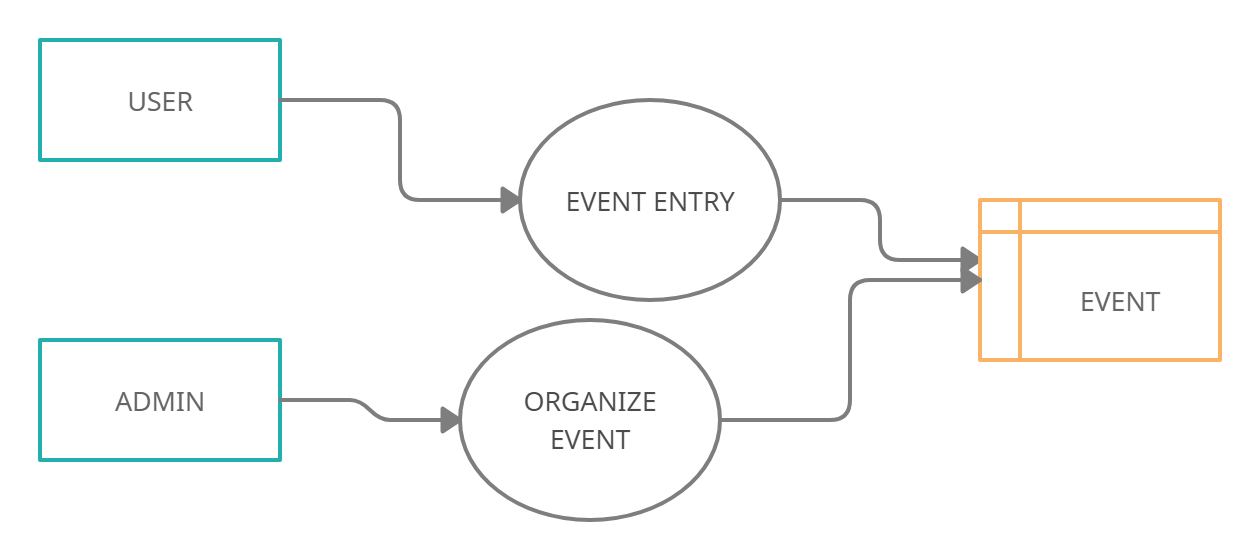 USER
EVENT ENTRY
EVENT
ADMIN
ORGANIZE
EVENT